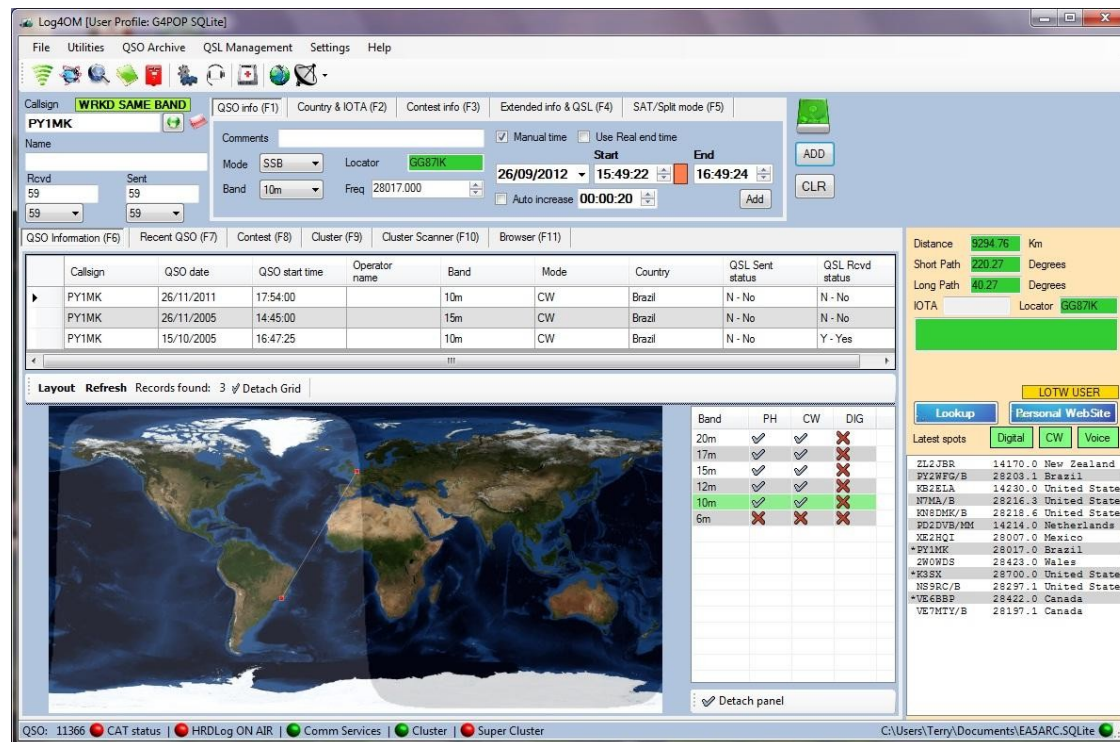 Log4OM [User Profile: G4POP SQLite]
File Utilities QSO Archive QSL Management Settings Help
Callsign WRKD SAME BAND
PY1MK
Name
Rcvd Sent
59 59
59 59
QSO info (F1) Country & IOTA (F2) Contest info (F3) Extended info & QSL (F4) SAT/Split mode (F5)
Comments
Mode SSB Locator GG87IK
Band 10m Freq 28017.000
Manual time Use Real end time
Start End
26/09/2012 15:49:22 16:49:24
Auto increase 00:00:20 Add
ADD
CLR
QSO Information (F6) Recent QSO (F7) Contest (F8) Cluster (F9) Cluster Scanner (F10) Browser (F11)
Callsign QSO date QSO start time Operator name Band Mode Country QSL Sent status QSL Rcvd status
PY1MK 26/11/2011 17:54:00 10m CW Brazil N - No N - No
PY1MK 26/11/2005 14:45:00 15m CW Brazil N - No N - No
PY1MK 15/10/2005 16:47:25 10m CW Brazil N - No Y - Yes
Layout Refresh Records found: 3 Detach Grid
Band PH CW DIG
20m
17m
15m
12m
10m
6m
Detach panel
Distance 9294.76 Km
Short Path 220.27 Degrees
Long Path 40.27 Degrees
IOTA Locator GG87IK
LOTW USER
Lookup Personal WebSite
Latest spots Digital CW Voice
ZL2JBR 14170.0 New Zealand
PY2WFG/B 28203.1 Brazil
KB2ELA 14230.0 United State
N7MA/B 28216.3 United State
KN8DMK/B 28218.6 United State
PD2DVB/MM 14214.0 Netherlands
XE2HQI 28007.0 Mexico
*PY1MK 28017.0 Brazil
2W0WDS 28423.0 Wales
*K3SX 28700.0 United State
NS9RC/B 28297.1 United State
*VE6BBP 28422.0 Canada
VE7MTY/B 28197.1 Canada
QSO: 11366 CAT status | HRDLog ON AIR | Comm Services | Cluster | Super Cluster
C:\Users\Terry\Documents\EA5ARC.SQLite